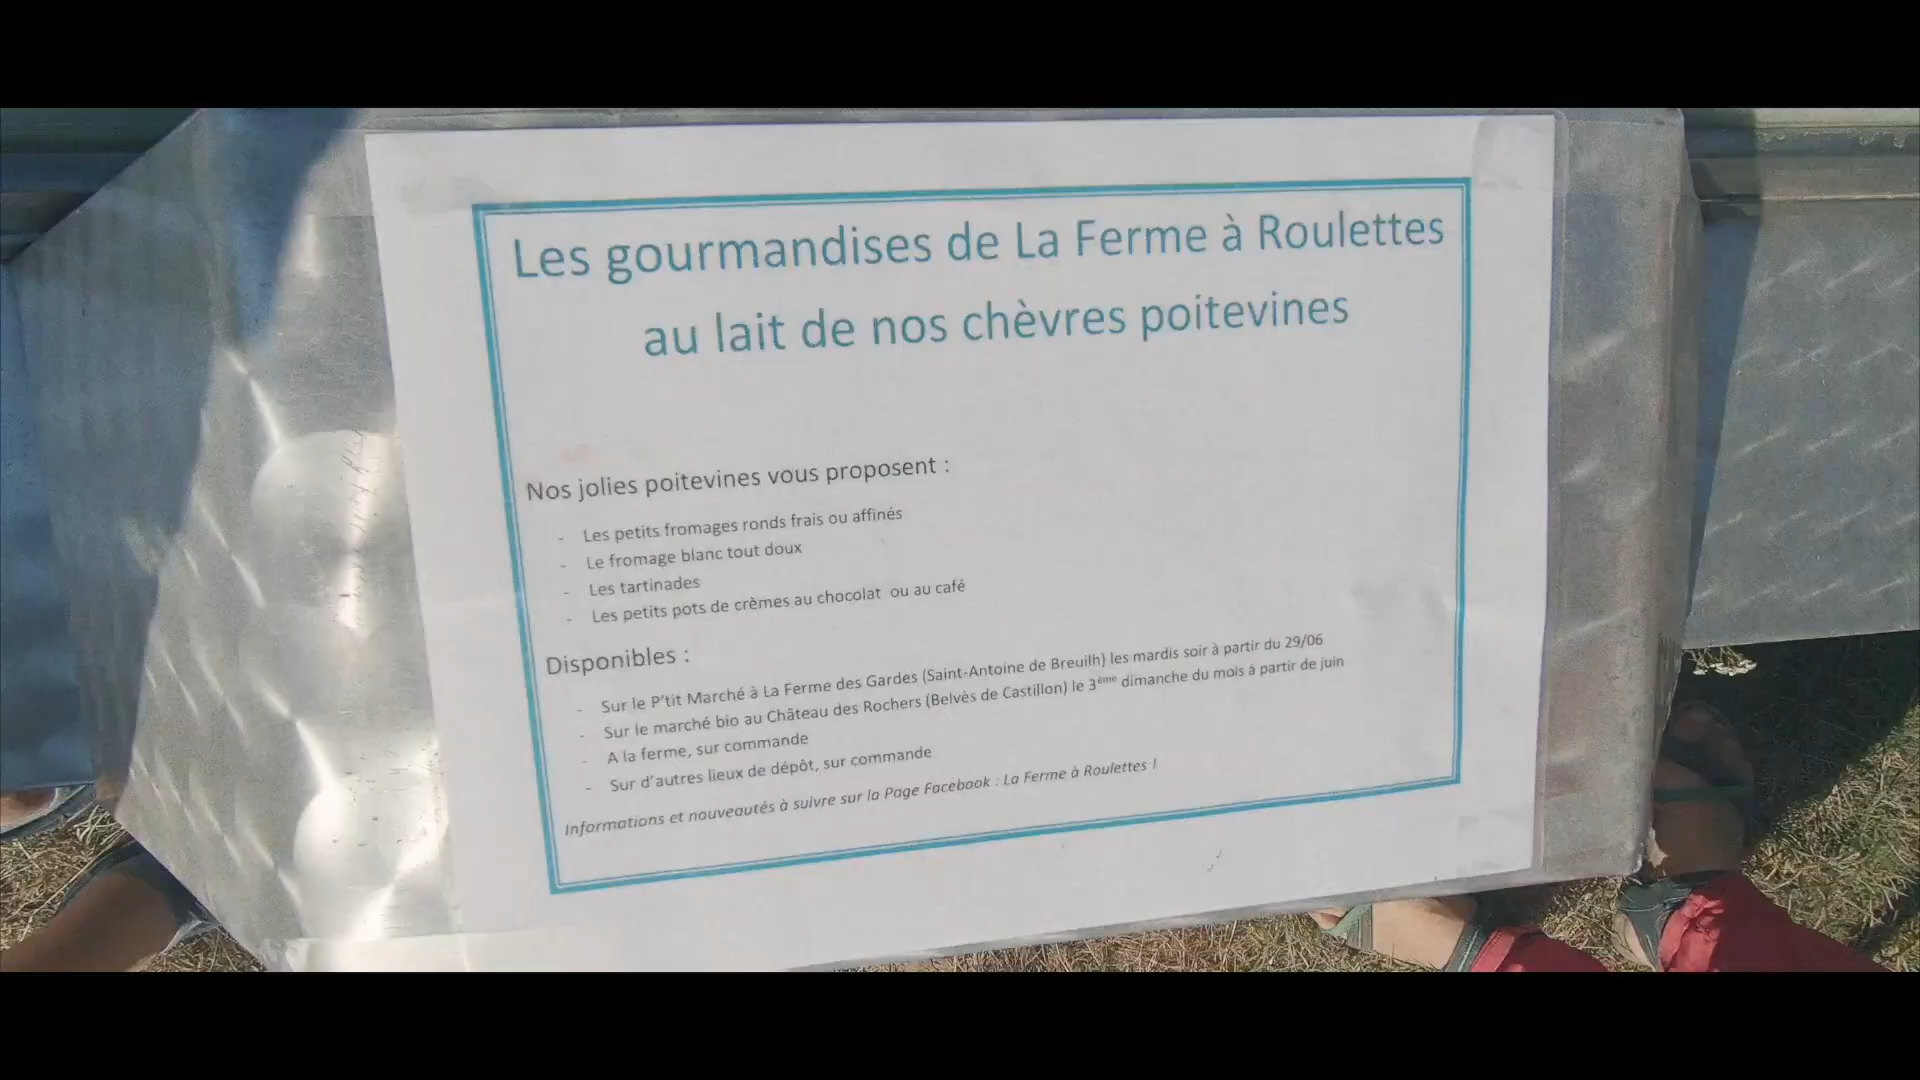 Les gourmandises de La Ferme à Roulettes
au lait de nos chèvres poitevines
Nos jolies poitevines vous proposent :
- Les petits fromages ronds frais ou affinés
- Le fromage blanc tout doux
- Les tartinades
- Les petits pots de crèmes au chocolat ou au café
Disponibles :
- Sur le P'tit Marché à La Ferme des Gardes (Saint-Antoine de Breuilh) les mardis soir à partir du 29/06
- Sur le marché bio au Château des Rochers (Belvès de Castillon) le 3ème dimanche du mois à partir de juin
- A la ferme, sur commande
- Sur d'autres lieux de dépôt, sur commande
Informations et nouveautés à suivre sur la Page Facebook : La Ferme à Roulettes !